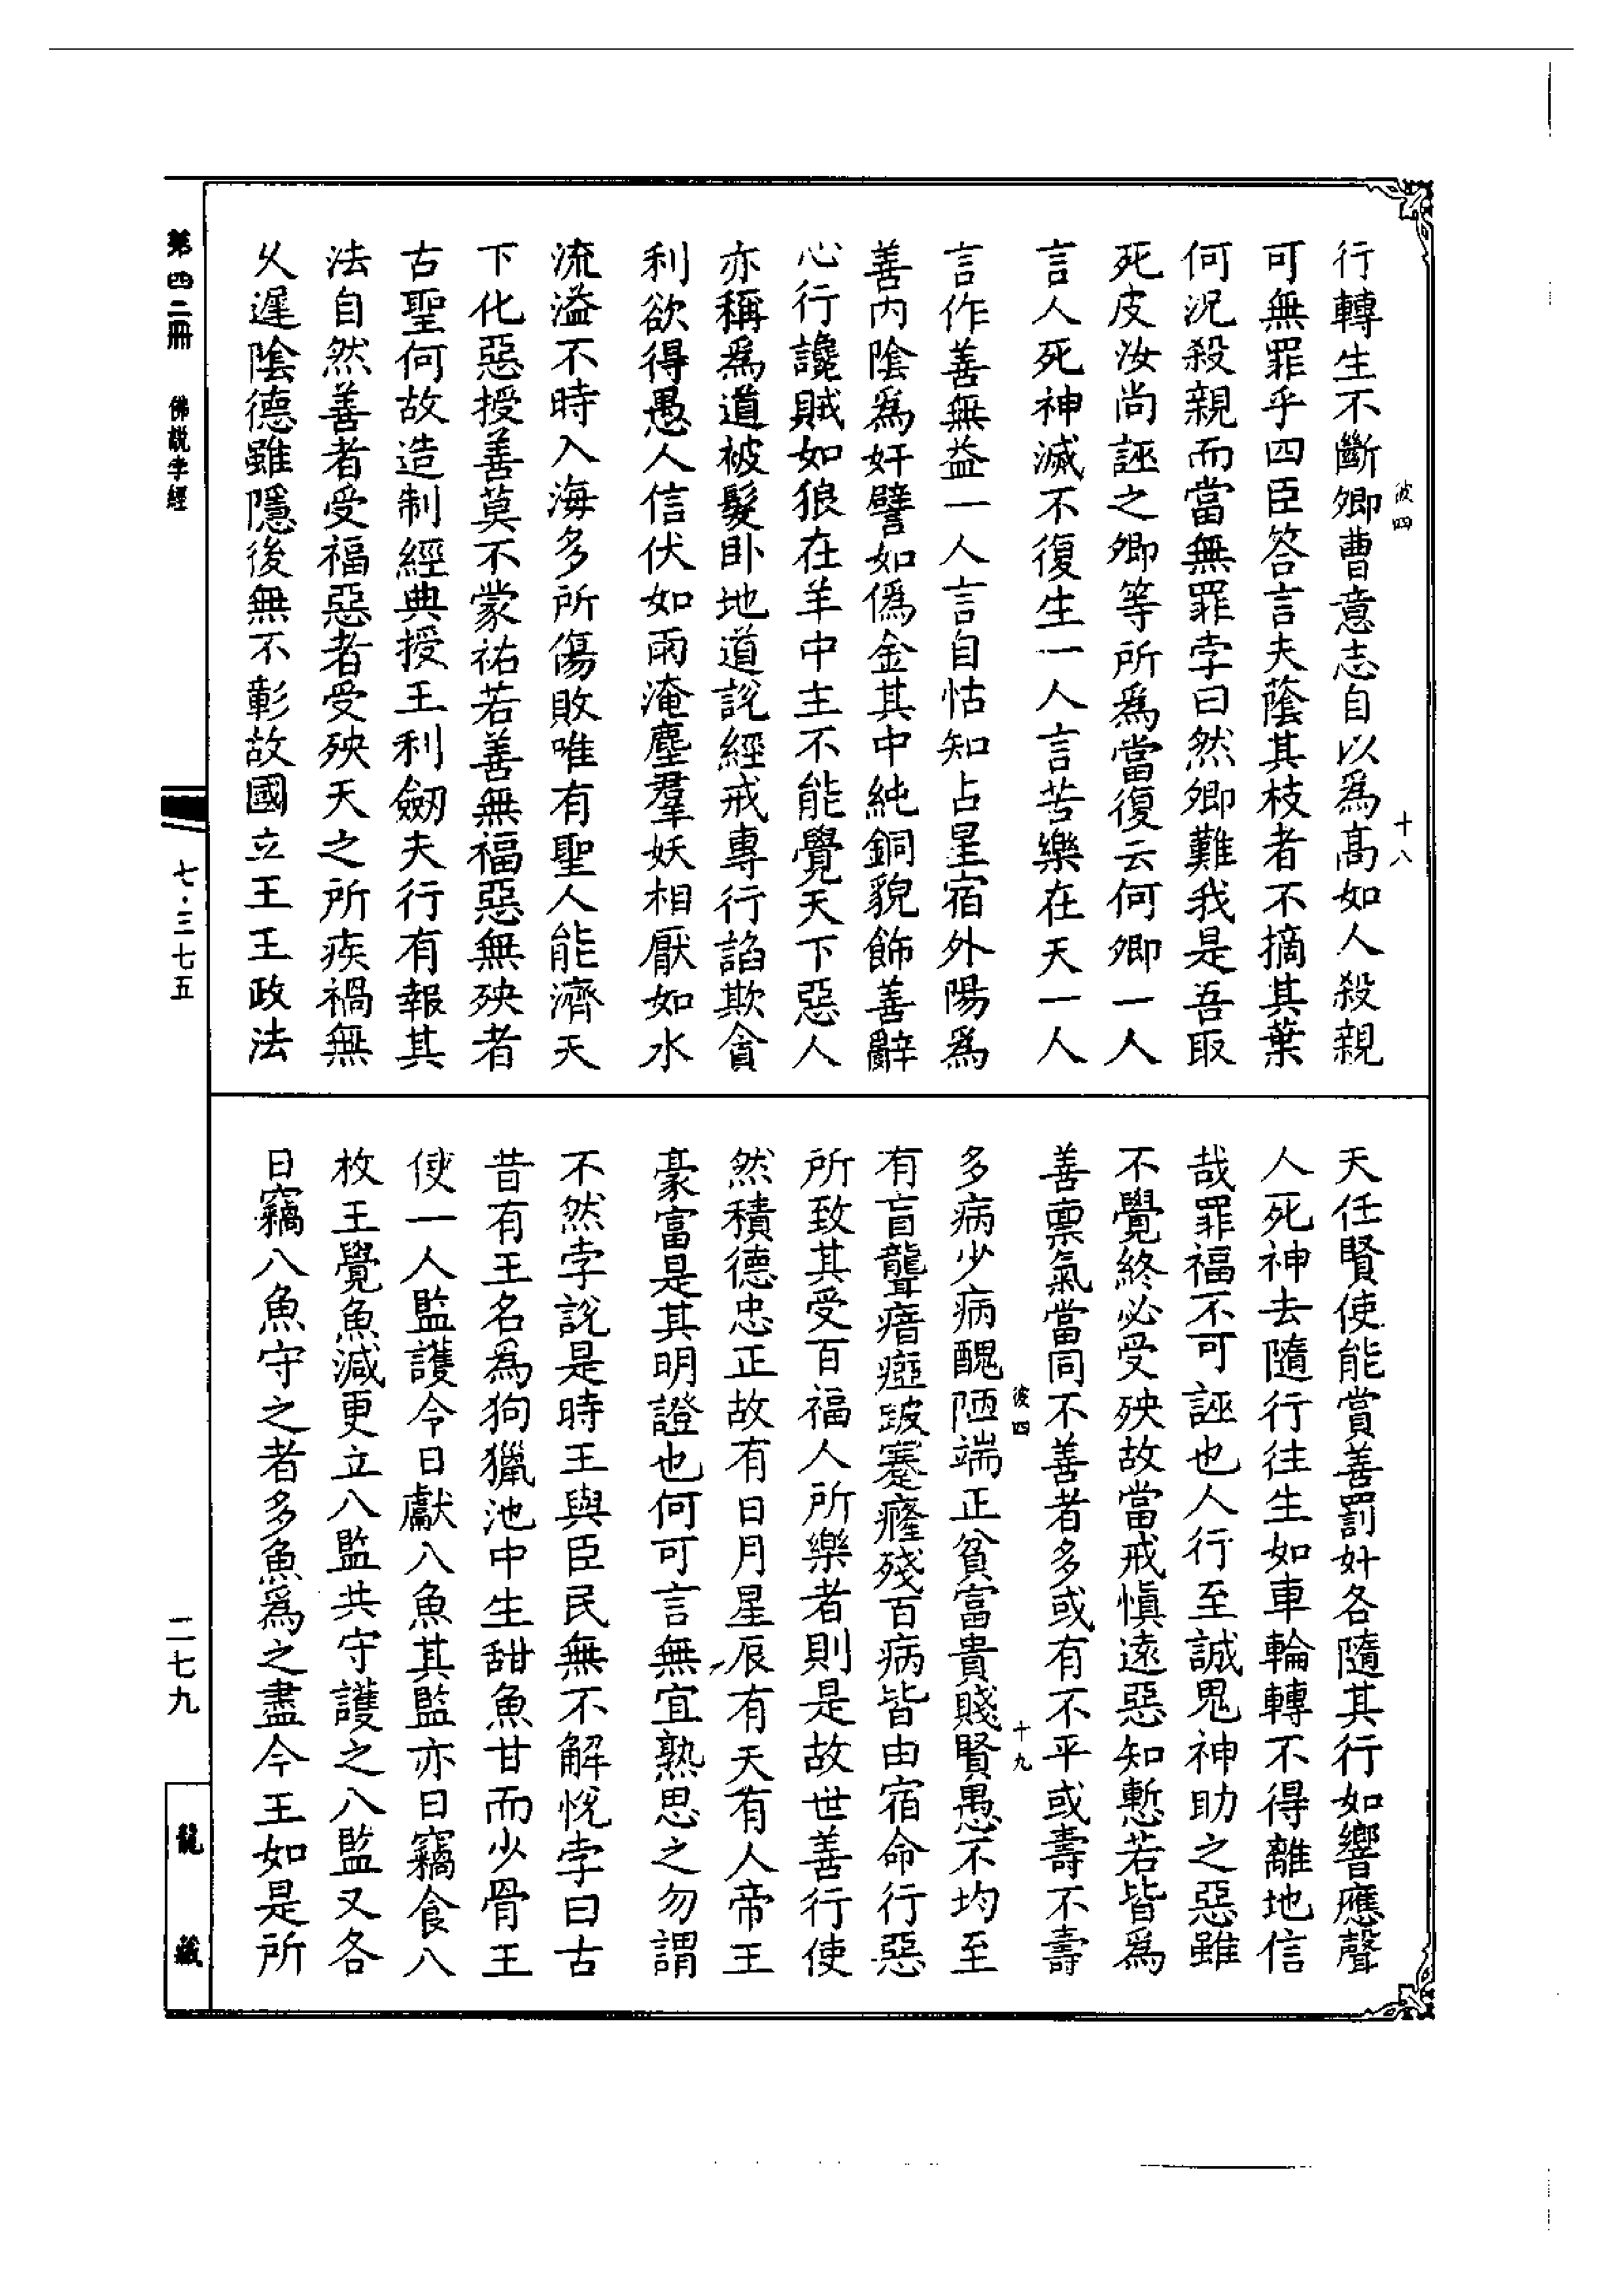 彼四 十八
行轉生不斷卿曹意志自以爲高如人殺親
可無罪乎四臣答言夫蔭其枝者不摘其葉
何況殺親而當無罪孛曰然卿難我是吾取
死皮汝尚誣之卿等所爲當復云何卿一人
言人死神滅不復生一人言苦樂在天一人
言作善無益一人言自怙知占星宿外陽爲
善内陰爲奸譬如僞金其中純銅貌飾善辭
心行讒賊如狼在羊中主不能覺天下惡人
亦稱爲道被髮卧地道説經戒專行諂欺貪
利欲得愚人信伏如雨淹塵羣妖相厭如水
流溢不時入海多所傷敗唯有聖人能濟天
下化惡授善莫不蒙祐若善無福惡無殃者
古聖何故造制經典授王利劒夫行有報其
法自然善者受福惡者受殃天之所疾禍無
乆遲陰德雖隱後無不彰故國立王王政法
天任賢使能賞善罰奸各隨其行如響應聲
人死神去隨行往生如車輪轉不得離地信
哉罪福不可誣也人行至誠鬼神助之惡雖
不覺終必受殃故當戒慎遠惡知慙若皆爲
善禀氣當同不善者多或有不平或壽不壽
彼四 十九
多病少病醜陋端正貧富貴賤賢愚不均至
有盲聾瘖瘂跛蹇癃殘百病皆由宿命行惡
所致其受百福人所樂者則是故世善行使
然積德忠正故有日月星辰有天有人帝王
豪富是其明證也何可言無宜熟思之勿謂
不然孛説是時王與臣民無不解悦孛曰古
昔有王名爲狗獵池中生甜魚甘而少骨王
使一人監護令日獻八魚其監亦日竊食八
枚王覺魚減更立八監共守護之八監又各
日竊八魚守之者多魚爲之盡今王如是所
第四二冊 佛説孛經
七·三七五
二七九
龍藏